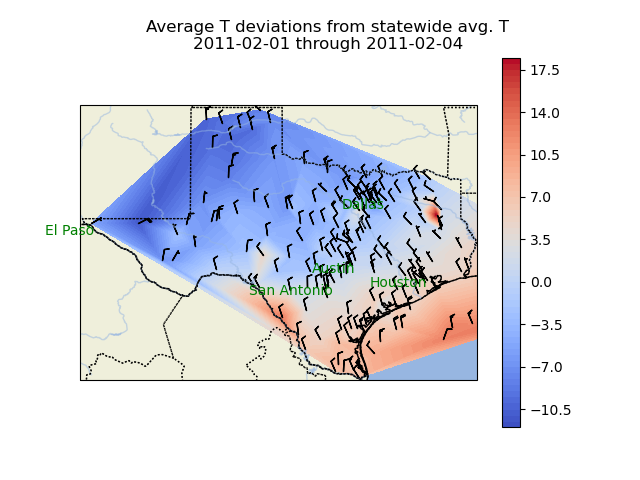 Average T deviations from statewide avg. T
2011-02-01 through 2011-02-04
17.5
14.0
10.5
7.0
3.5
0.0
−3.5
−7.0
−10.5
Dallas
El Paso
Austin
San Antonio
Houston